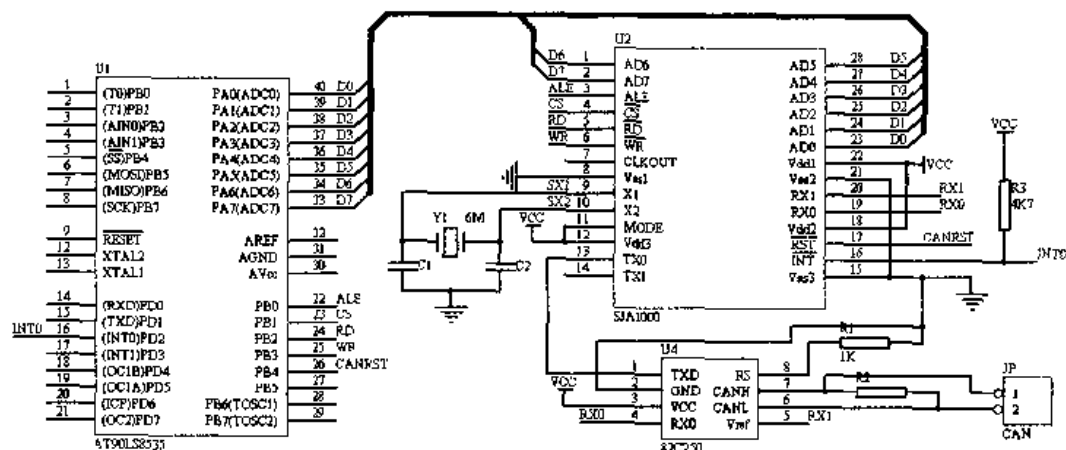 U1
1 (T0)PB0 PA0(ADC0) 40 D0
2 (T1)PB1 PA1(ADC1) 39 D1
3 (AIN0)PB2 PA2(ADC2) 38 D2
4 (AIN1)PB3 PA3(ADC3) 37 D3
5 (SS)PB4 PA4(ADC4) 36 D4
6 (MOSI)PB5 PA5(ADC5) 35 D5
7 (MISO)PB6 PA6(ADC6) 34 D6
8 (SCK)PB7 PA7(ADC7) 33 D7
9 RESET AREF
12 XTAL2 AGND 31
13 XTAL1 AVcc 30
14 (RXD)PD0 PB0 22 ALE
15 (TXD)PD1 PB1 23 CS
INT0 16 (INT0)PD2 PB2 24 RD
17 (INT1)PD3 PB3 25 WR
18 (OC1B)PD4 PB4 26 CANRST
19 (OC1A)PD5 PB5 27
20 (ICP)PD6 PB6(TOSC1) 28
21 (OC2)PD7 PB7(TOSC2) 29
AT90LS8535
U2
D6 1 AD6 AD5 28 D5
D7 2 AD7 AD4 27 D4
ALE 3 ALE AD3 26 D3
CS 4 CS AD2 25 D2
RD 5 RD AD1 24 D1
WR 6 WR AD0 23 D0
7 CLKOUT Vdd1 22 VCC
8 Vss1 Vss2 21
SX1 9 X1 RX1 20 RX1
SX2 10 X2 RX0 19 RX0
VCC 11 MODE Vdd2 18
12 Vdd3 RST 17 CANRST
13 TX0 INT 16 INT0
14 TX1 Vss3 15
SJA1000
Y1 6M
C1 C2
VCC
R3
4K7
R1
1K
U4
1 TXD RS 8
2 GND CANH 7 R2
VCC 3 VCC CANL 6
RX0 4 RX0 Vref 5 RX1
82C250
JP
1
2
CAN